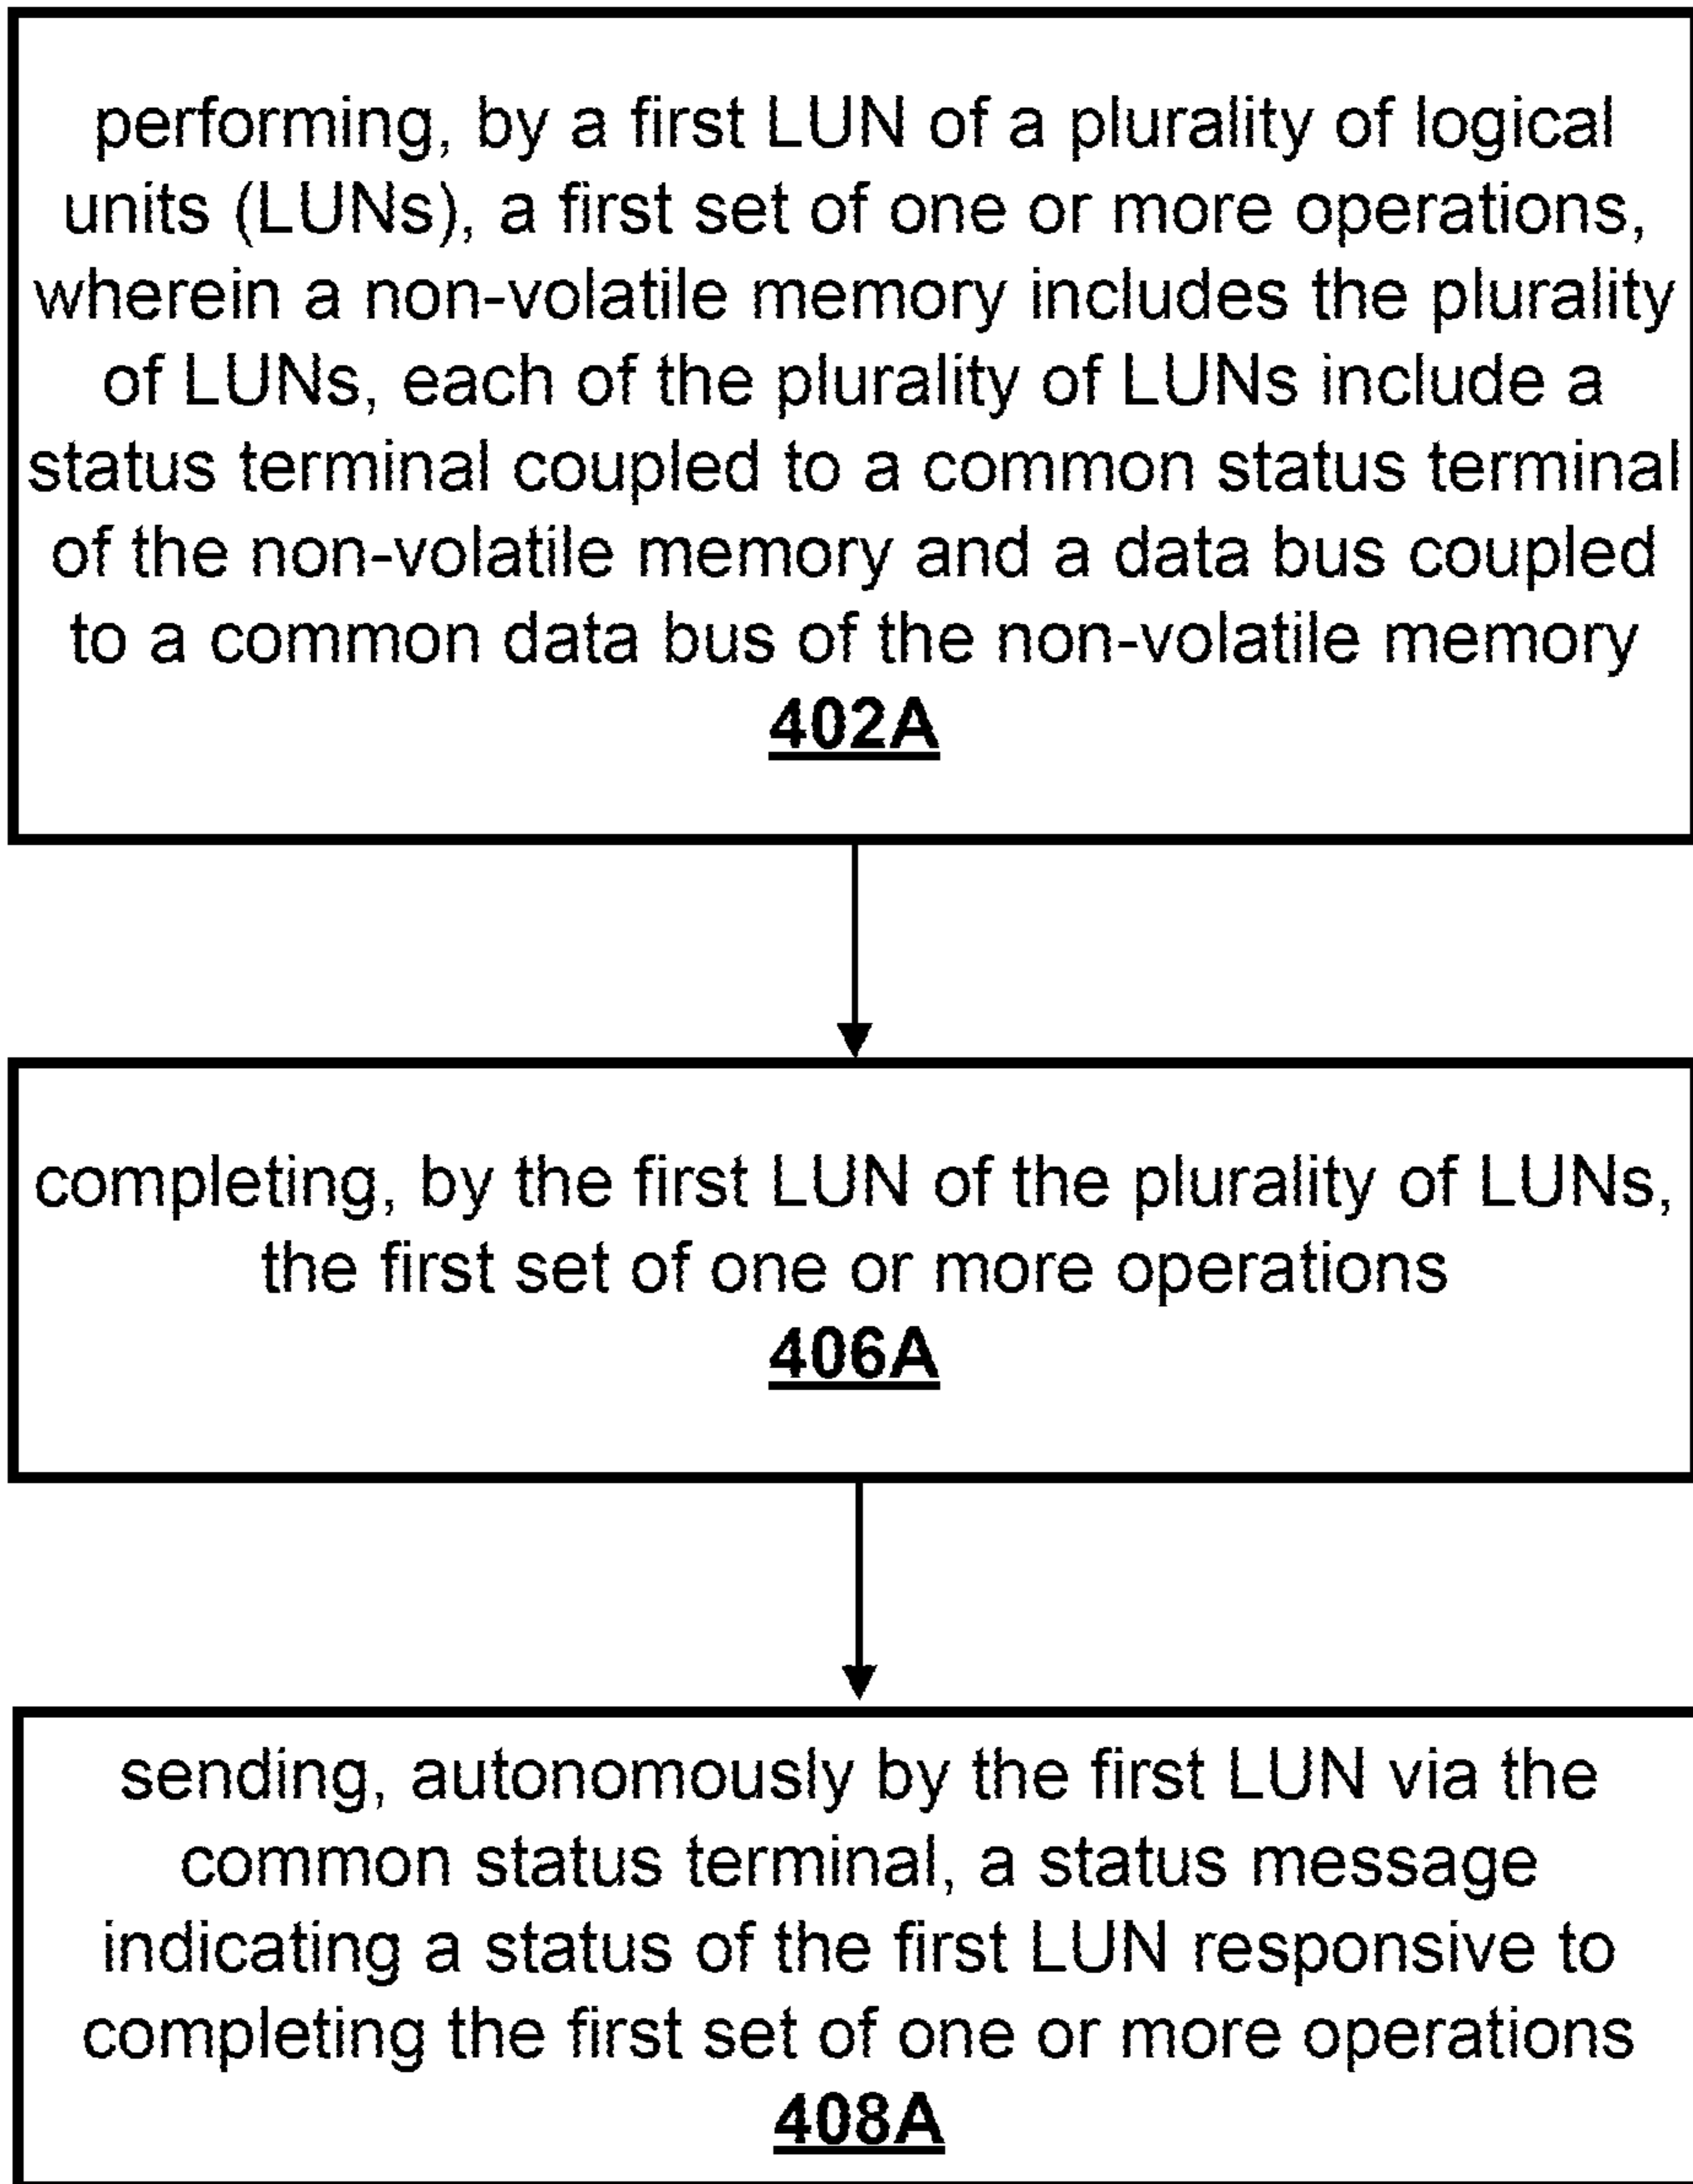 performing, by a first LUN of a plurality of logical
units (LUNs), a first set of one or more operations,
wherein a non-volatile memory includes the plurality
of LUNs, each of the plurality of LUNs include a
status terminal coupled to a common status terminal
of the non-volatile memory and a data bus coupled
to a common data bus of the non-volatile memory
402A
completing, by the first LUN of the plurality of LUNs,
the first set of one or more operations
406A
sending, autonomously by the first LUN via the
common status terminal, a status message
indicating a status of the first LUN responsive to
completing the first set of one or more operations
408A